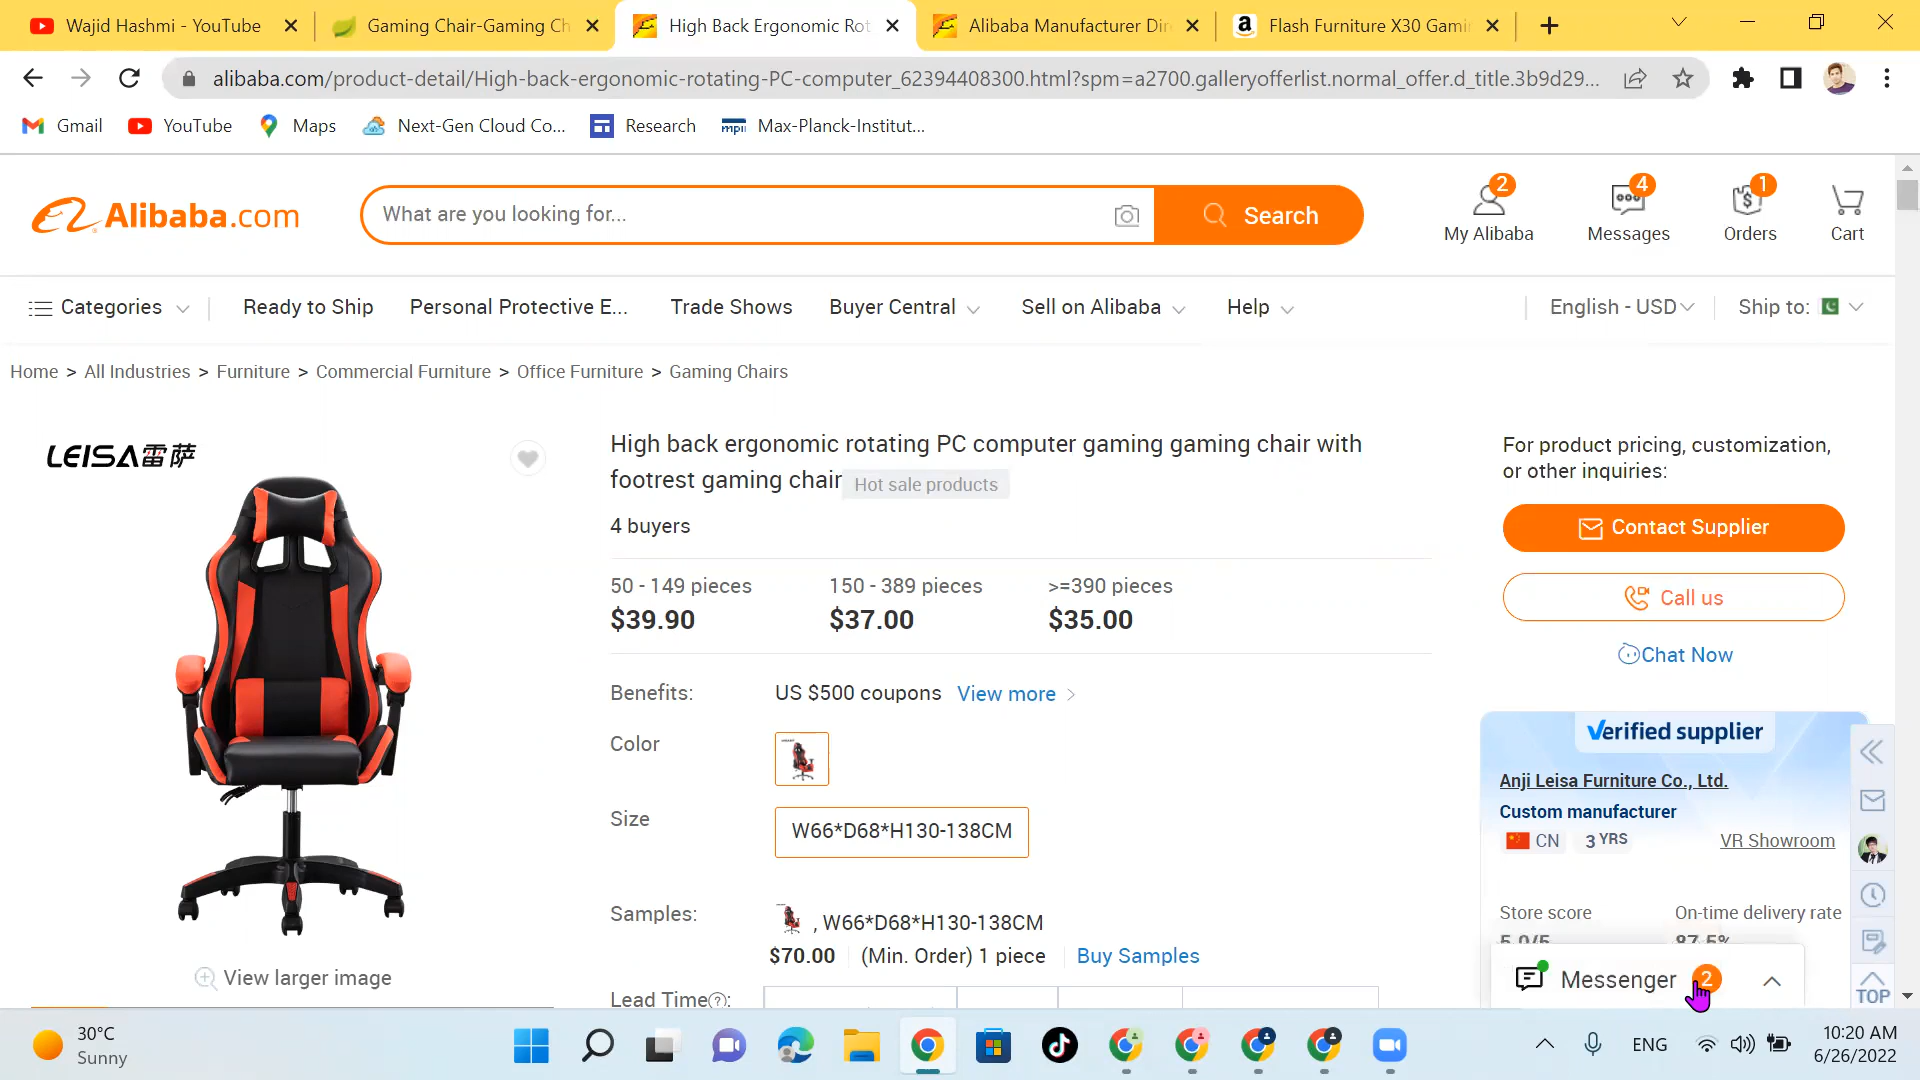 Wajid Hashmi - YouTube
Gaming Chair-Gaming Ch
High Back Ergonomic Rot
Alibaba Manufacturer Dire
Flash Furniture X30 Gamin
alibaba.com/product-detail/High-back-ergonomic-rotating-PC-computer_62394408300.html?spm=a2700.galleryofferlist.normal_offer.d_title.3b9d29...
Gmail
YouTube
Maps
Next-Gen Cloud Co...
Research
Max-Planck-Institut...
Alibaba.com
What are you looking for...
Search
2
My Alibaba
4
Messages
1
Orders
Cart
Categories
Ready to Ship
Personal Protective E...
Trade Shows
Buyer Central
Sell on Alibaba
Help
English - USD
Ship to:
Home > All Industries > Furniture > Commercial Furniture > Office Furniture > Gaming Chairs
LEISA雷萨
View larger image
High back ergonomic rotating PC computer gaming gaming chair with
footrest gaming chair Hot sale products
4 buyers
50 - 149 pieces
$39.90
150 - 389 pieces
$37.00
>=390 pieces
$35.00
Benefits: US $500 coupons View more >
Color
Size W66*D68*H130-138CM
Samples: , W66*D68*H130-138CM
$70.00 (Min. Order) 1 piece Buy Samples
Lead Time?:
For product pricing, customization,
or other inquiries:
Contact Supplier
Call us
Chat Now
Verified supplier
Anji Leisa Furniture Co., Ltd.
Custom manufacturer
CN 3 YRS VR Showroom
Store score On-time delivery rate
5.0/5 87.5%
Messenger 2
TOP
30°C
Sunny
ENG
10:20 AM
6/26/2022